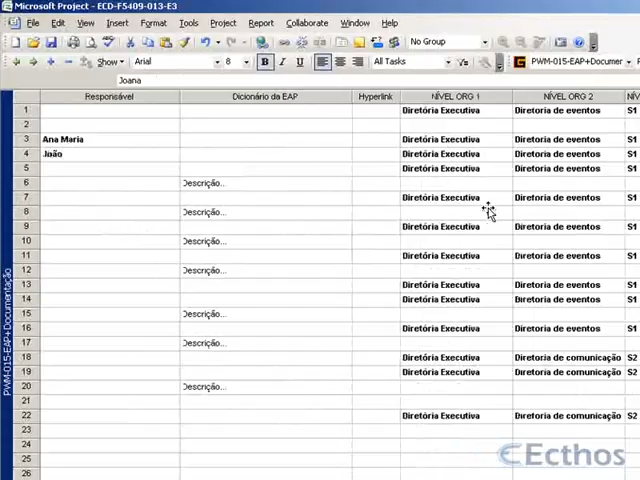 Microsoft Project - ECD-F5409-013-E3
File Edit View Insert Format Tools Project Report Collaborate Window Help
No Group
Show Arial 8 B I U All Tasks PWM-015-EAP+Documer
Joana
Responsável Dicionário da EAP Hyperlink NÍVEL ORG 1 NÍVEL ORG 2 NÍV
1 Diretória Executiva Diretoria de eventos S1
2
3 Ana Maria Diretória Executiva Diretoria de eventos S1
4 João Diretória Executiva Diretoria de eventos S1
5 Diretória Executiva Diretoria de eventos S1
6 Descrição...
7 Diretória Executiva Diretoria de eventos S1
8 Descrição...
9 Diretória Executiva Diretoria de eventos S1
10 Descrição...
11 Diretória Executiva Diretoria de eventos S1
12 Descrição...
13 Diretória Executiva Diretoria de eventos S1
14 Diretória Executiva Diretoria de eventos S1
15 Descrição...
16 Diretória Executiva Diretoria de eventos S1
17 Descrição...
18 Diretória Executiva Diretoria de comunicação S2
19 Diretória Executiva Diretoria de comunicação S2
20 Descrição...
21
22 Diretória Executiva Diretoria de comunicação S2
23
24
25
26
PWM-015-EAP+Documentação
Ecthos